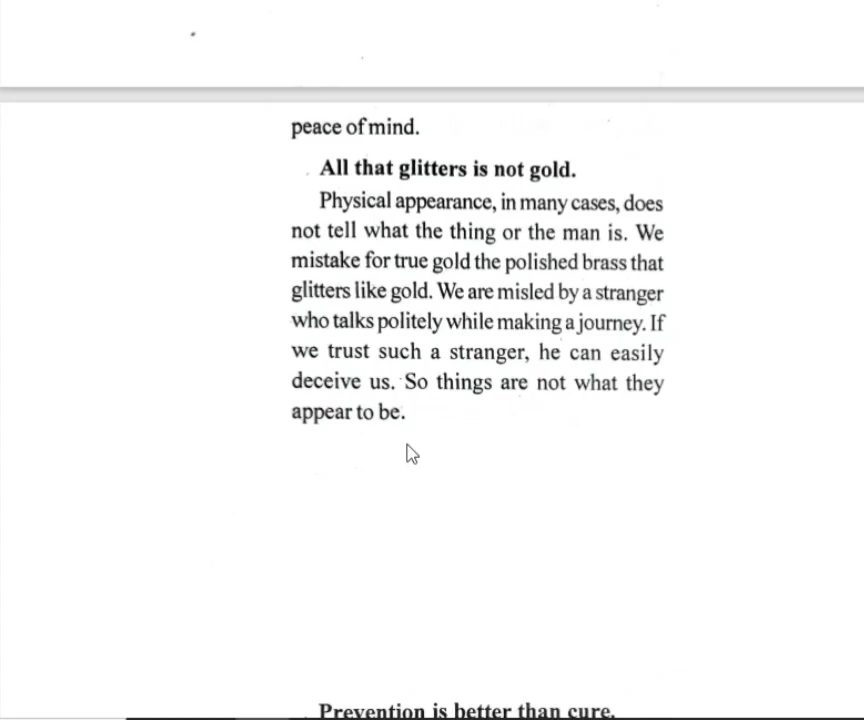 peace of mind.
All that glitters is not gold.
Physical appearance, in many cases, does
not tell what the thing or the man is. We
mistake for true gold the polished brass that
glitters like gold. We are misled by a stranger
who talks politely while making a journey. If
we trust such a stranger, he can easily
deceive us. So things are not what they
appear to be.
Prevention is better than cure.